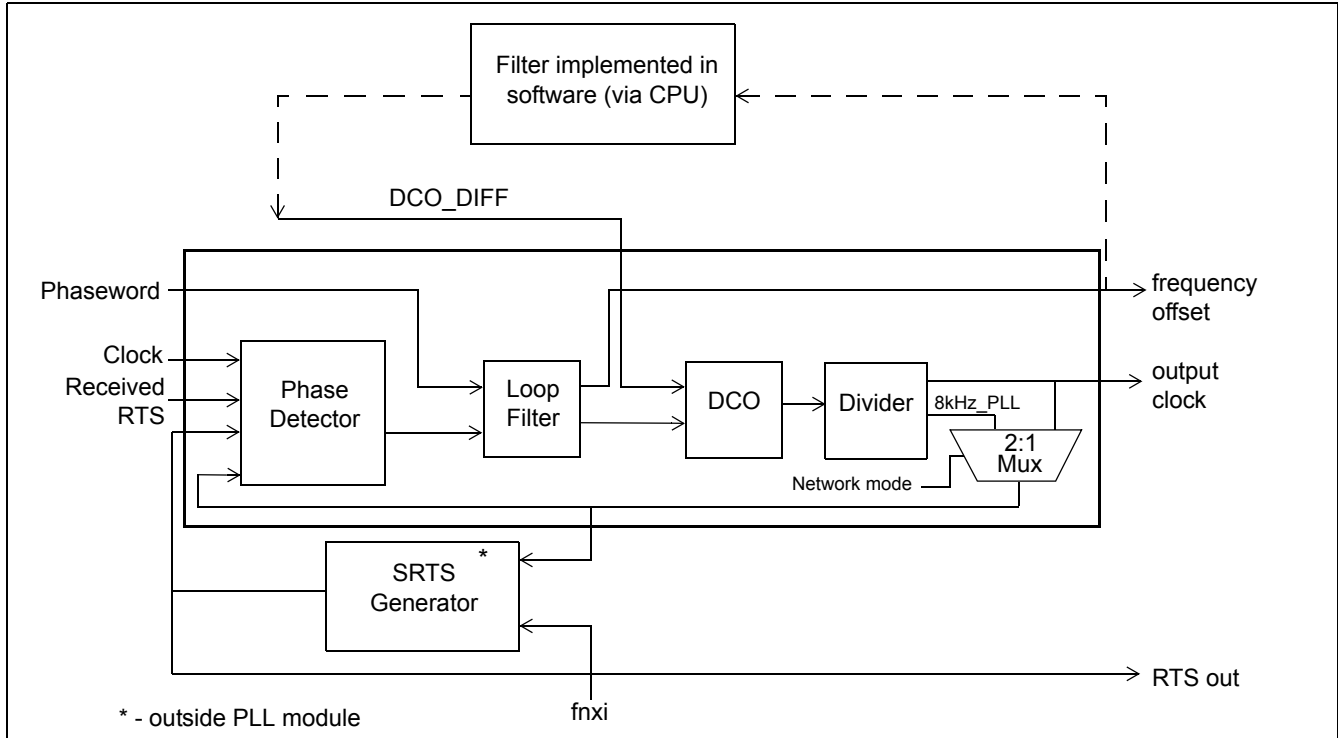 Filter implemented in
software (via CPU)
DCO_DIFF
Phaseword
frequency
offset
Clock
Received
RTS
Phase
Detector
Loop
Filter
DCO
Divider
8kHz_PLL
output
clock
2:1
Mux
Network mode
*
SRTS
Generator
RTS out
* - outside PLL module
fnxi